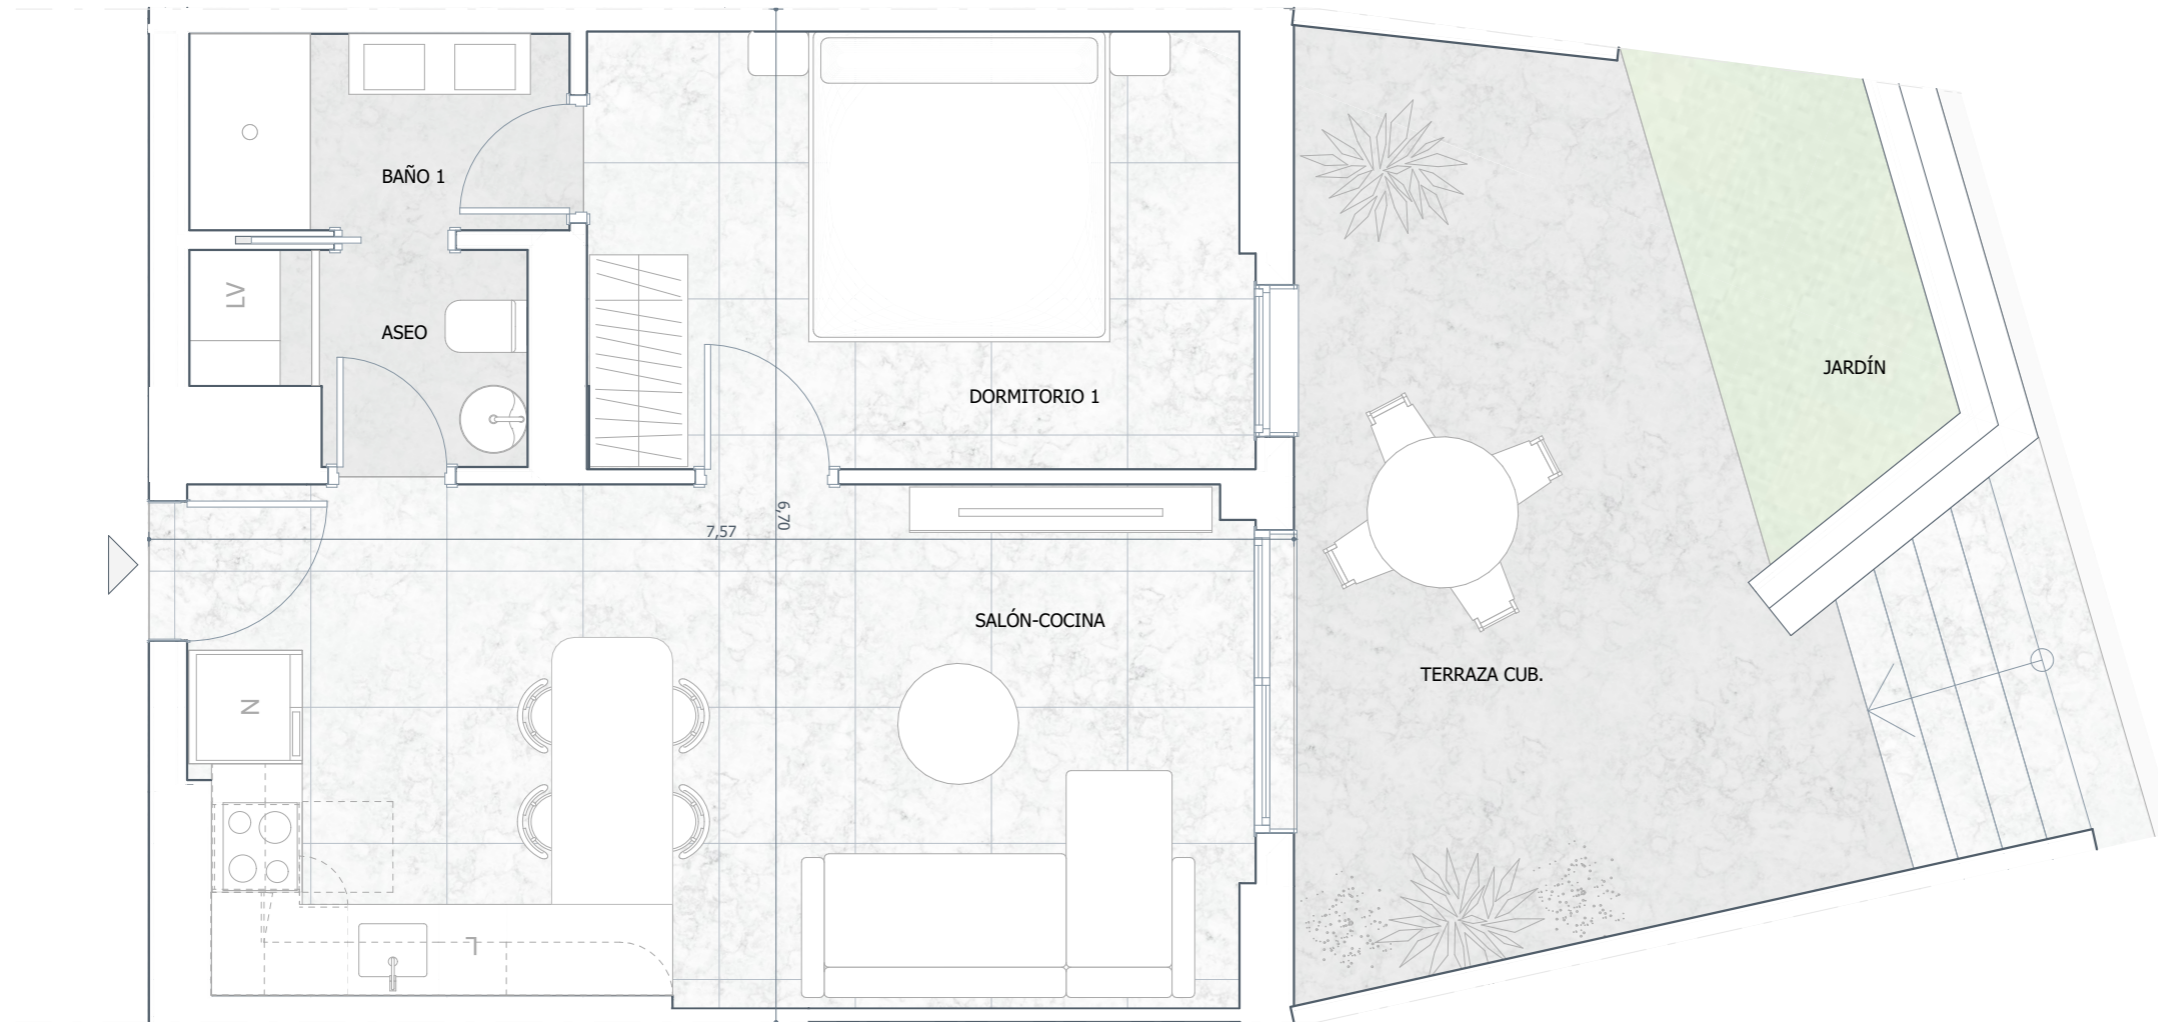 BAÑO 1
LV
ASEO
DORMITORIO 1
JARDÍN
7,57
6,70
SALÓN-COCINA
TERRAZA CUB.
N
L